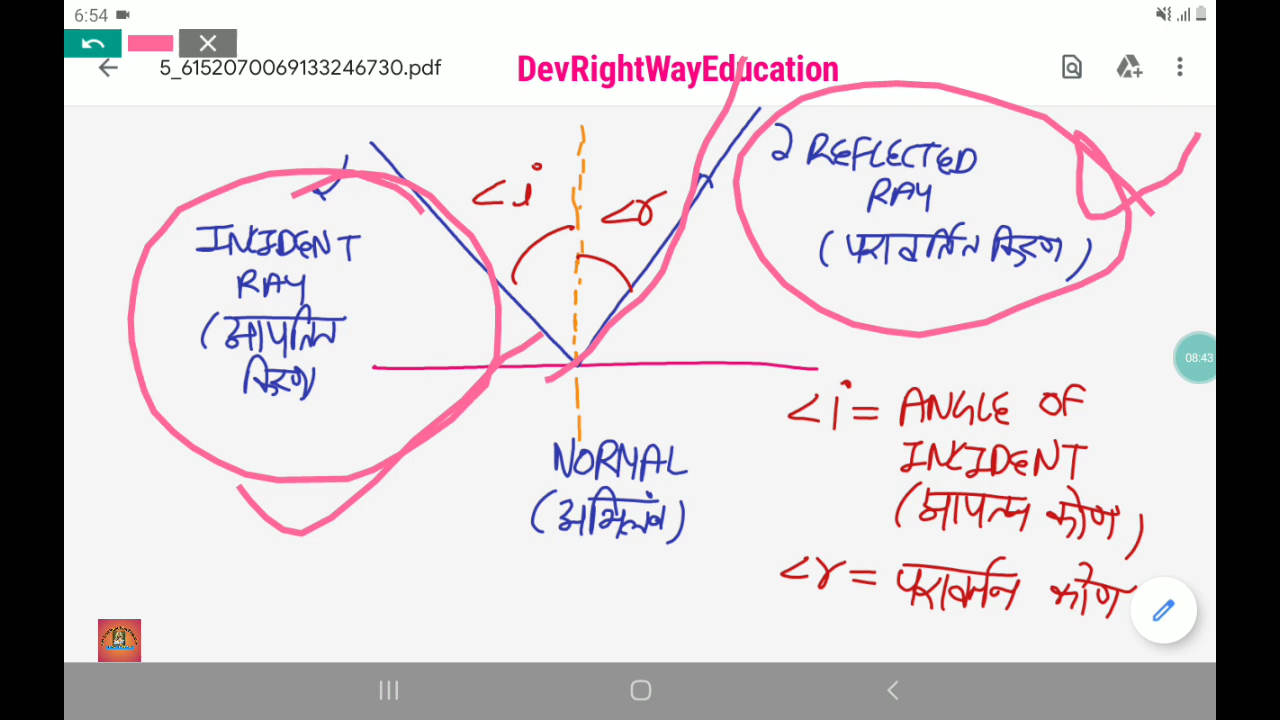 6:54
5_6152070069133246730.pdf
DevRightWayEducation
<i
<r
REFLECTED
RAY
(परावर्तित किरण)
INCIDENT
RAY
(आपतित
किरण)
08:43
<i = ANGLE OF
INCIDENT
(आपतन कोण)
NORMAL
(अभिलंब)
<r = परावर्तन कोण